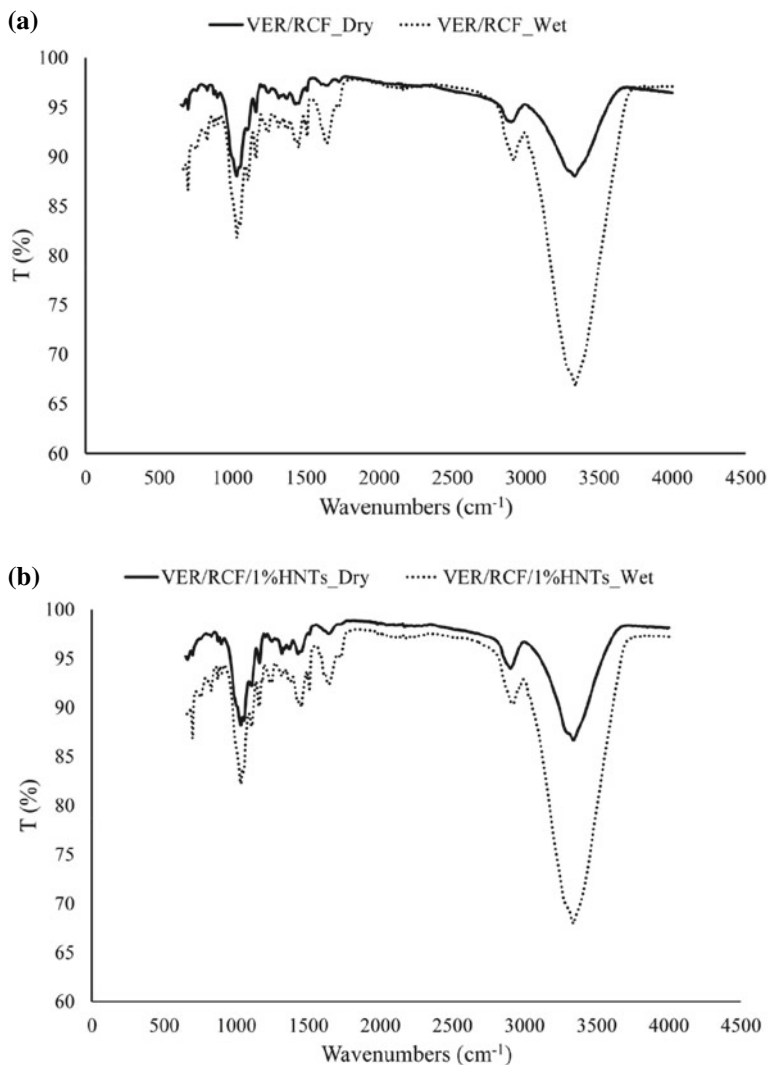 (a)
VER/RCF_Dry VER/RCF_Wet
100
95
90
85
80
75
70
65
60
T (%)
0 500 1000 1500 2000 2500 3000 3500 4000 4500
Wavenumbers (cm⁻¹)
(b)
VER/RCF/1%HNTs_Dry VER/RCF/1%HNTs_Wet
100
95
90
85
80
75
70
65
60
T (%)
0 500 1000 1500 2000 2500 3000 3500 4000 4500
Wavenumbers (cm⁻¹)